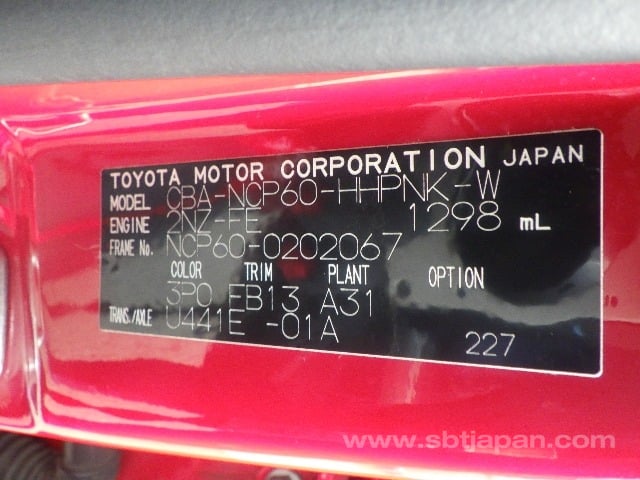 TOYOTA MOTOR CORPORATION JAPAN
MODEL CBA-NCP60-HHPNK-W
ENGINE 2NZ-FE 1298 mL
FRAME No. NCP60-0202067
COLOR TRIM PLANT OPTION
3P0 FB13 A31
TRANS./AXLE U441E -01A
227
www.sbtjapan.com